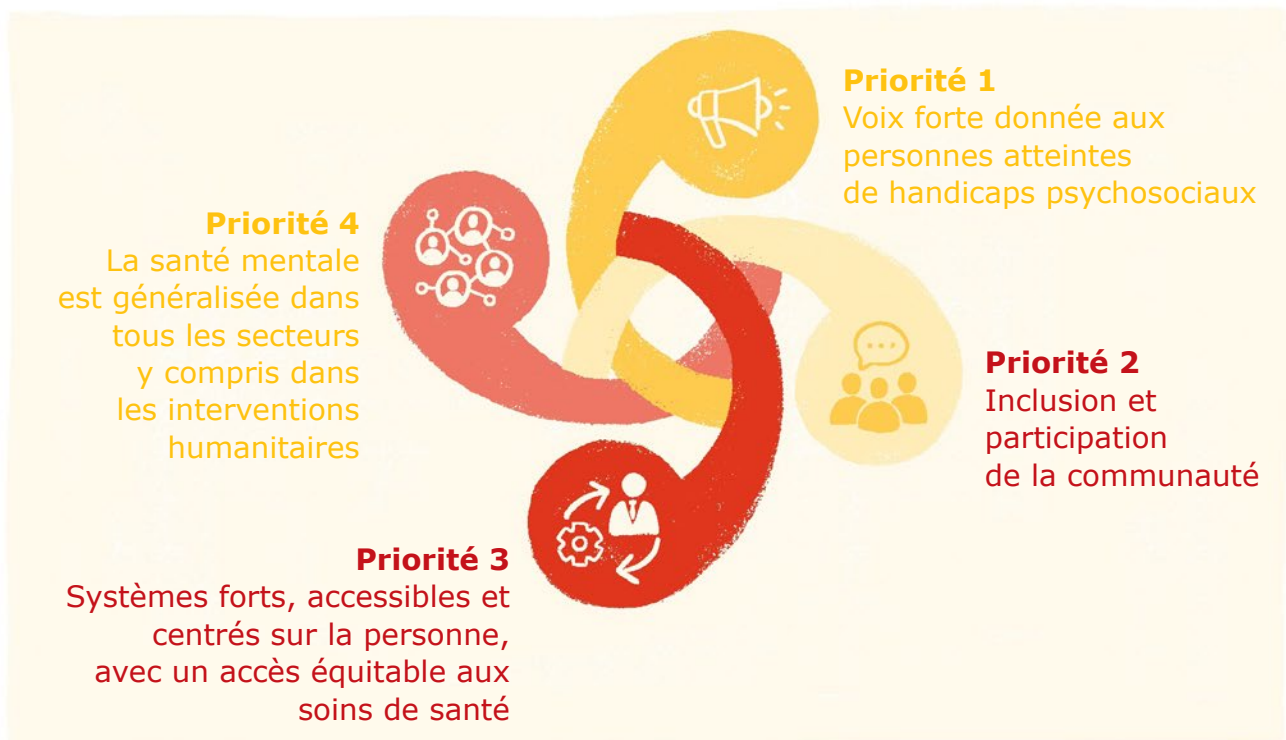 Priorité 1
Voix forte donnée aux
personnes atteintes
de handicaps psychosociaux
Priorité 2
Inclusion et
participation
de la communauté
Priorité 3
Systèmes forts, accessibles et
centrés sur la personne,
avec un accès équitable aux
soins de santé
Priorité 4
La santé mentale
est généralisée dans
tous les secteurs
y compris dans
les interventions
humanitaires